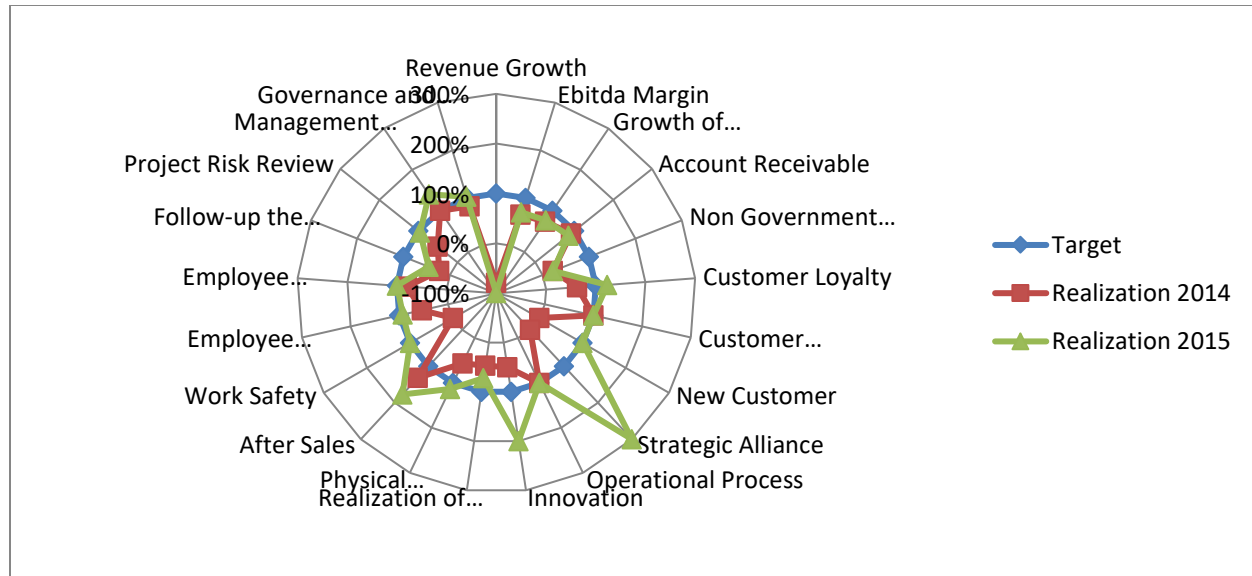 Revenue Growth
Ebitda Margin
Growth of...
Account Receivable
Non Government...
Customer Loyalty
Customer...
New Customer
Strategic Alliance
Operational Process
Innovation
Realization of...
Physical...
After Sales
Work Safety
Employee...
Employee...
Follow-up the...
Project Risk Review
Management...
Governance and...
300%
200%
100%
0%
-100%
Target
Realization 2014
Realization 2015